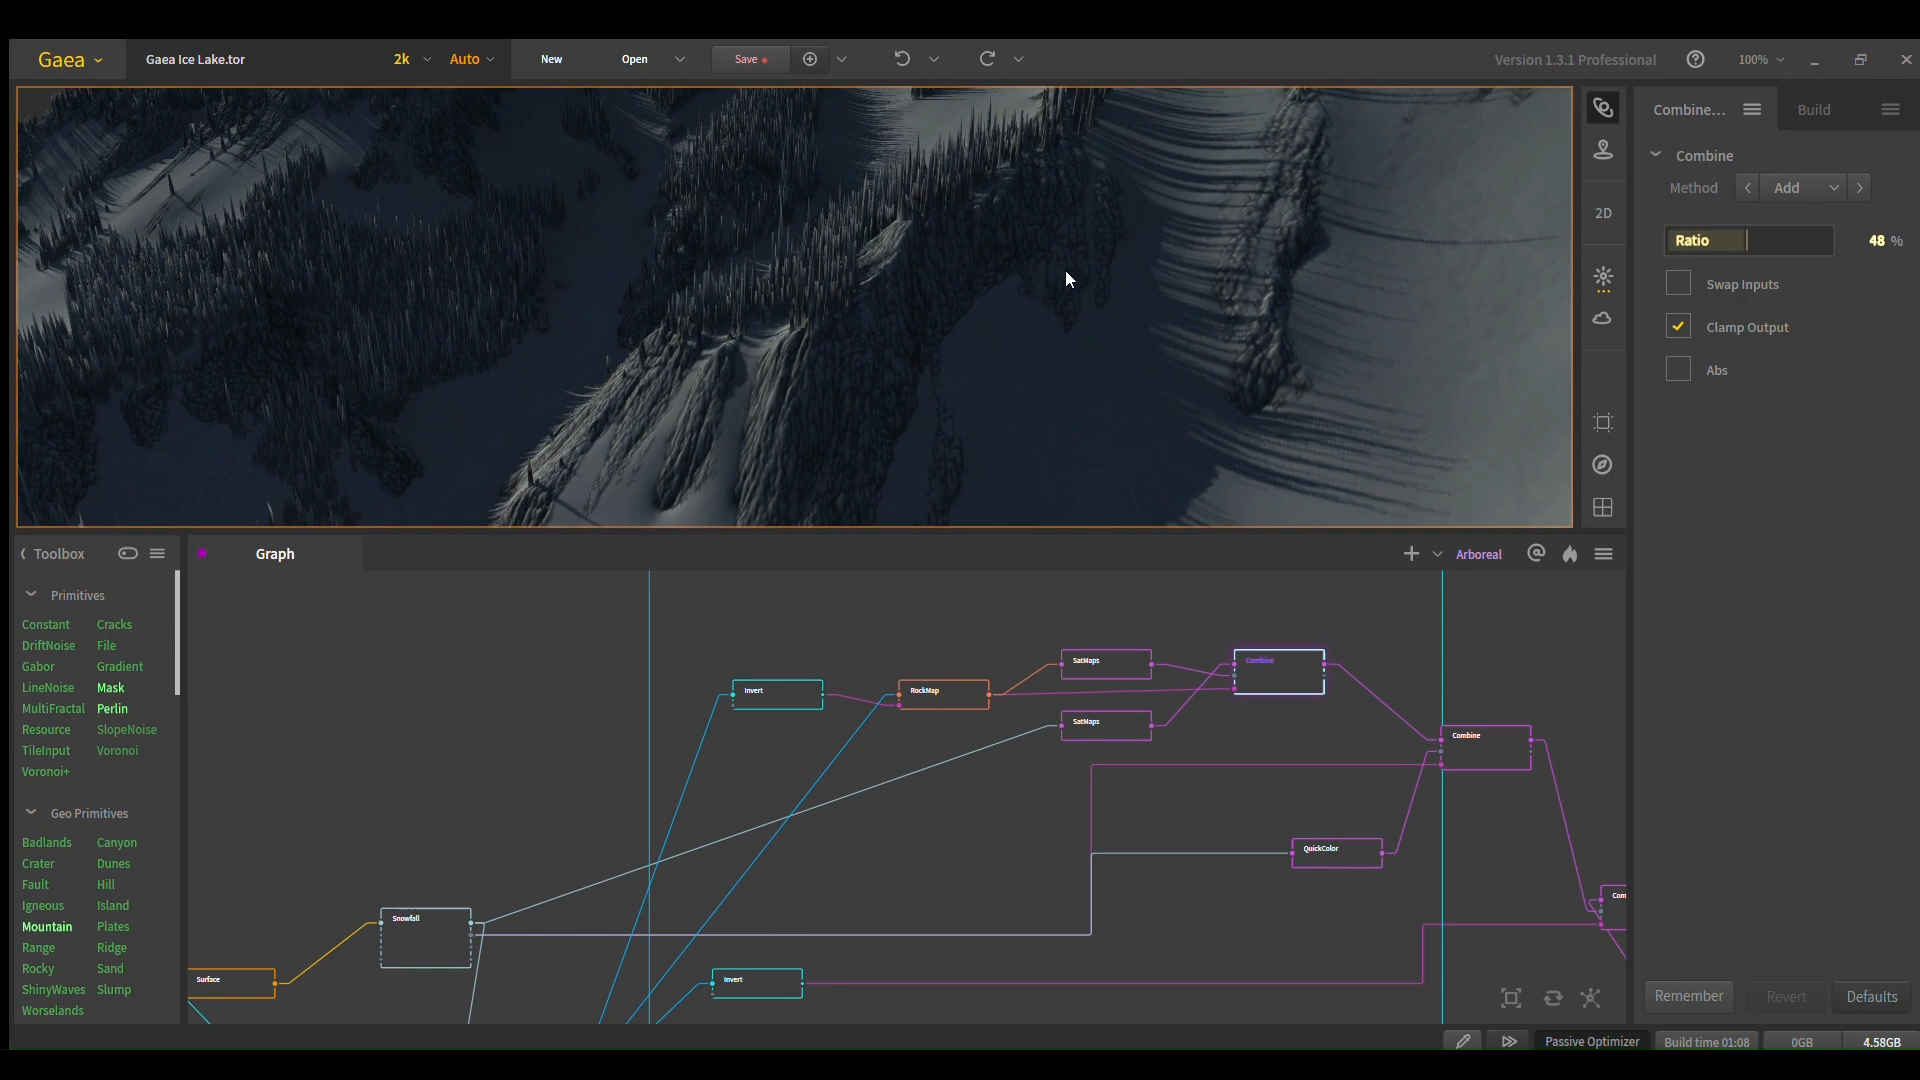 Gaea
Gaea Ice Lake.tor
2k
Auto
New
Open
Save
Version 1.3.1 Professional
100%
Combine...
Build
Combine
Method
Add
Ratio
48 %
Swap Inputs
Clamp Output
Abs
2D
Toolbox
Graph
Arboreal
Primitives
Constant Cracks
DriftNoise File
Gabor Gradient
LineNoise Mask
MultiFractal Perlin
Resource SlopeNoise
TileInput Voronoi
Voronoi+
Geo Primitives
Badlands Canyon
Crater Dunes
Fault Hill
Igneous Island
Mountain Plates
Range Ridge
Rocky Sand
ShinyWaves Slump
Worselands
SatMaps
Combine
Invert
RockMap
SatMaps
Combine
QuickColor
Com
Snowfall
Surface
Invert
Remember
Revert
Defaults
Passive Optimizer
Build time 01:08
0GB
4.58GB